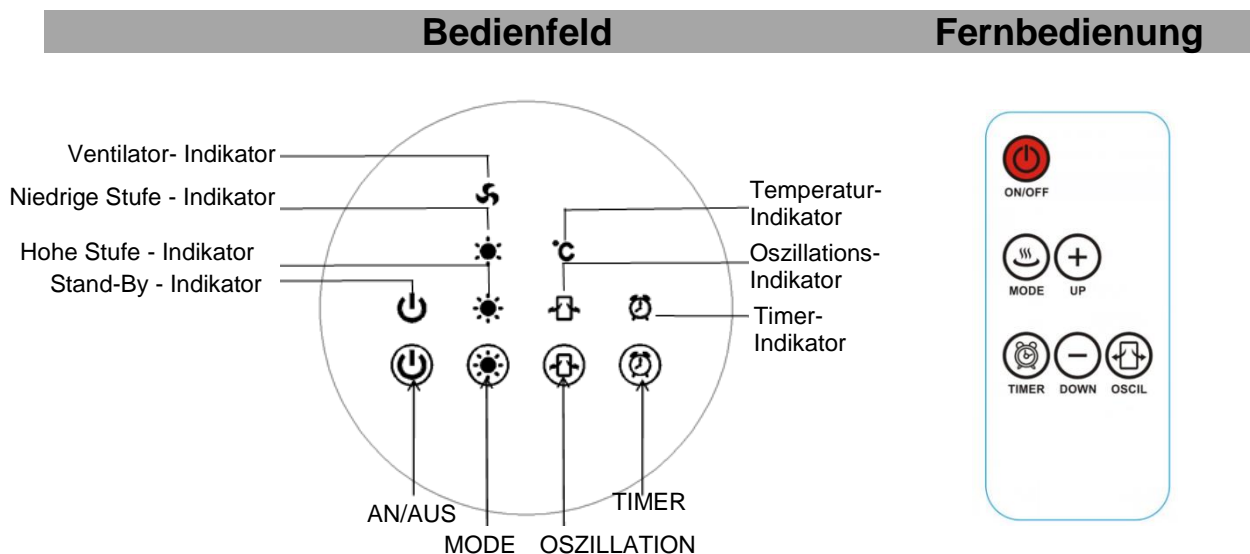 Bedienfeld
Fernbedienung
Ventilator- Indikator
Niedrige Stufe - Indikator
Hohe Stufe - Indikator
Stand-By - Indikator
°C
Temperatur-
Indikator
Oszillations-
Indikator
Timer-
Indikator
AN/AUS
MODE
OSZILLATION
TIMER
ON/OFF
MODE
UP
TIMER
DOWN
OSCIL